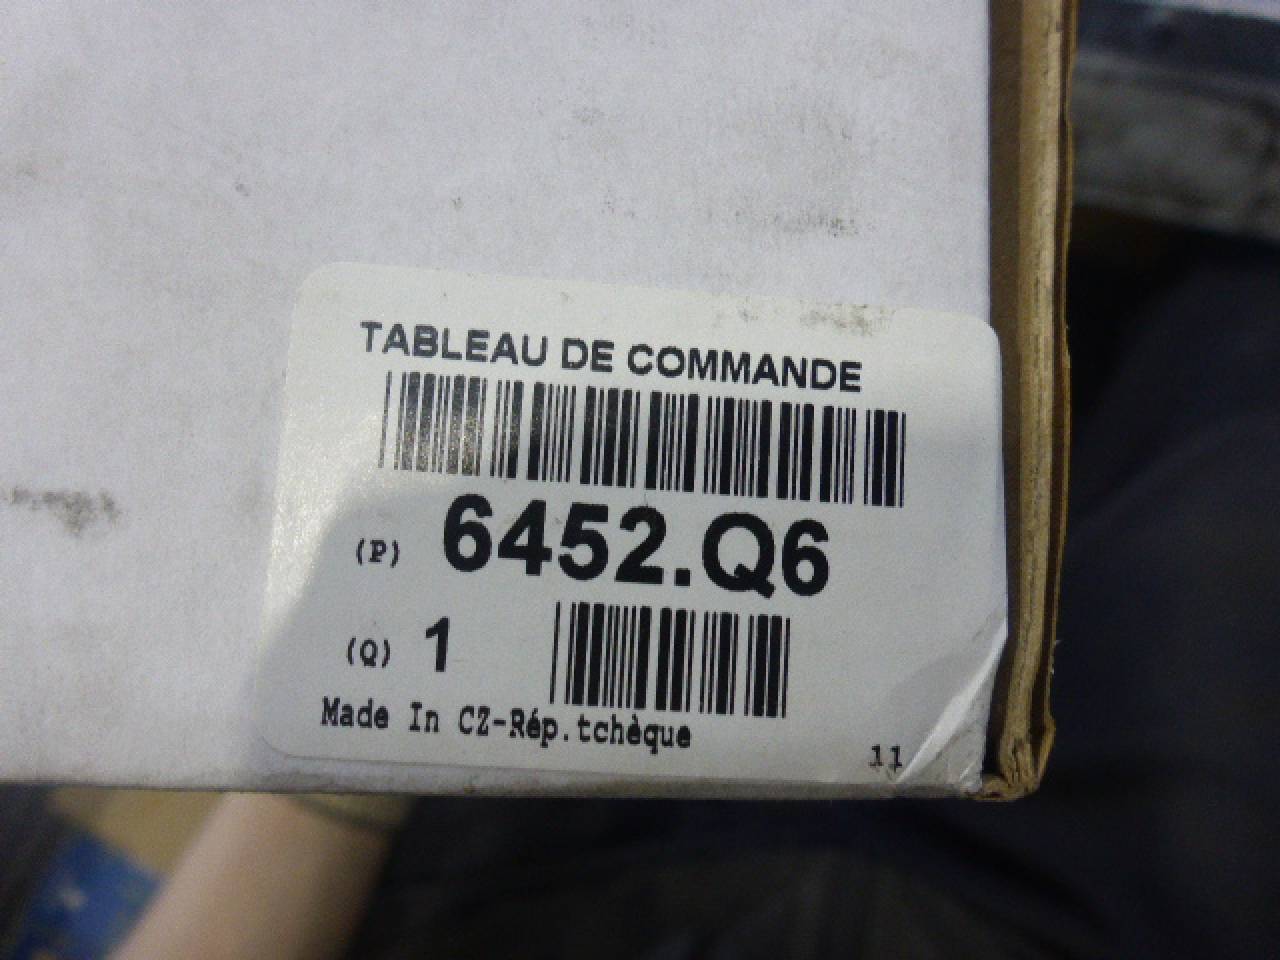 TABLEAU DE COMMANDE
(P) 6452.Q6
(Q) 1
Made In CZ-Rép.tchèque
11